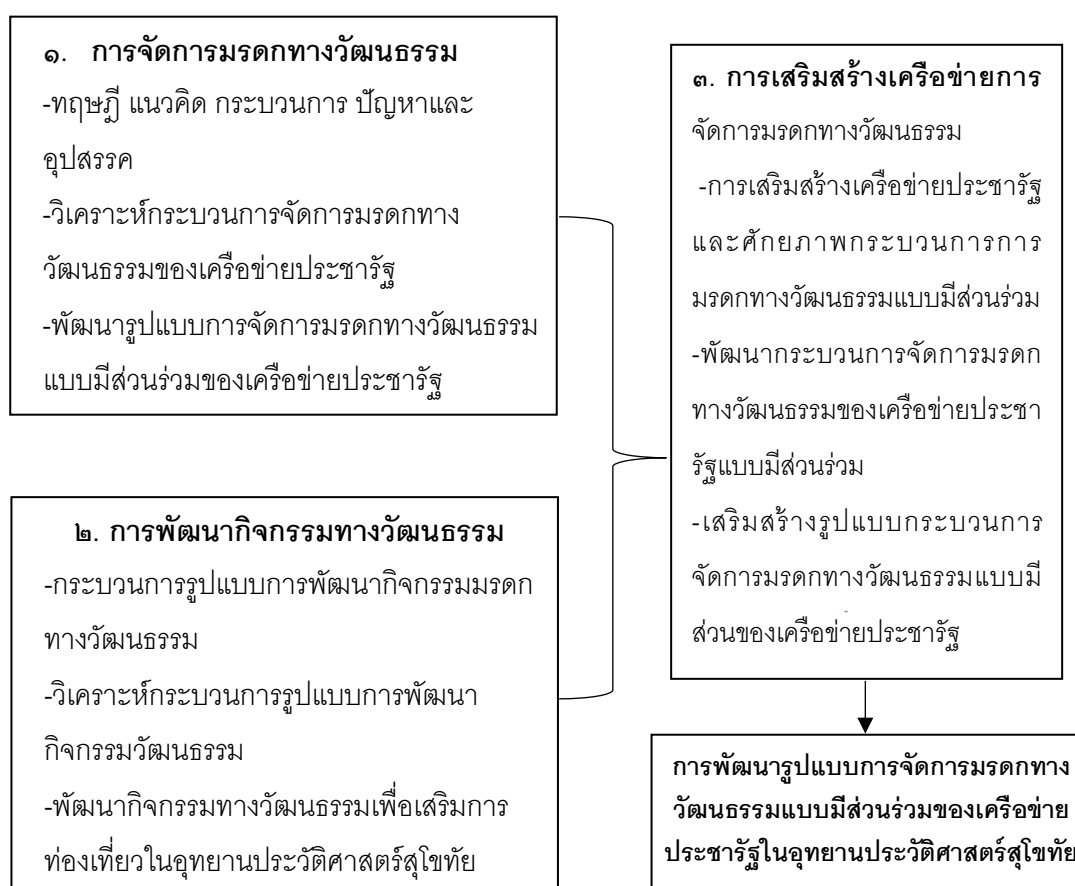 ๑. การจัดการมรดกทางวัฒนธรรม
-ทฤษฎี แนวคิด กระบวนการ ปัญหาและ
อุปสรรค
-วิเคราะห์กระบวนการจัดการมรดกทาง
วัฒนธรรมของเครือข่ายประชารัฐ
-พัฒนารูปแบบการจัดการมรดกทางวัฒนธรรม
แบบมีส่วนร่วมของเครือข่ายประชารัฐ
๒. การพัฒนากิจกรรมทางวัฒนธรรม
-กระบวนการรูปแบบการพัฒนากิจกรรมมรดก
ทางวัฒนธรรม
-วิเคราะห์กระบวนการรูปแบบการพัฒนา
กิจกรรมวัฒนธรรม
-พัฒนากิจกรรมทางวัฒนธรรมเพื่อเสริมการ
ท่องเที่ยวในอุทยานประวัติศาสตร์สุโขทัย
๓. การเสริมสร้างเครือข่ายการ
จัดการมรดกทางวัฒนธรรม
-การเสริมสร้างเครือข่ายประชารัฐ
และศักยภาพกระบวนการการ
มรดกทางวัฒนธรรมแบบมีส่วนร่วม
-พัฒนากระบวนการจัดการมรดก
ทางวัฒนธรรมของเครือข่ายประชา
รัฐแบบมีส่วนร่วม
-เสริมสร้างรูปแบบกระบวนการ
จัดการมรดกทางวัฒนธรรมแบบมี
ส่วนของเครือข่ายประชารัฐ
การพัฒนารูปแบบการจัดการมรดกทาง
วัฒนธรรมแบบมีส่วนร่วมของเครือข่าย
ประชารัฐในอุทยานประวัติศาสตร์สุโขทัย